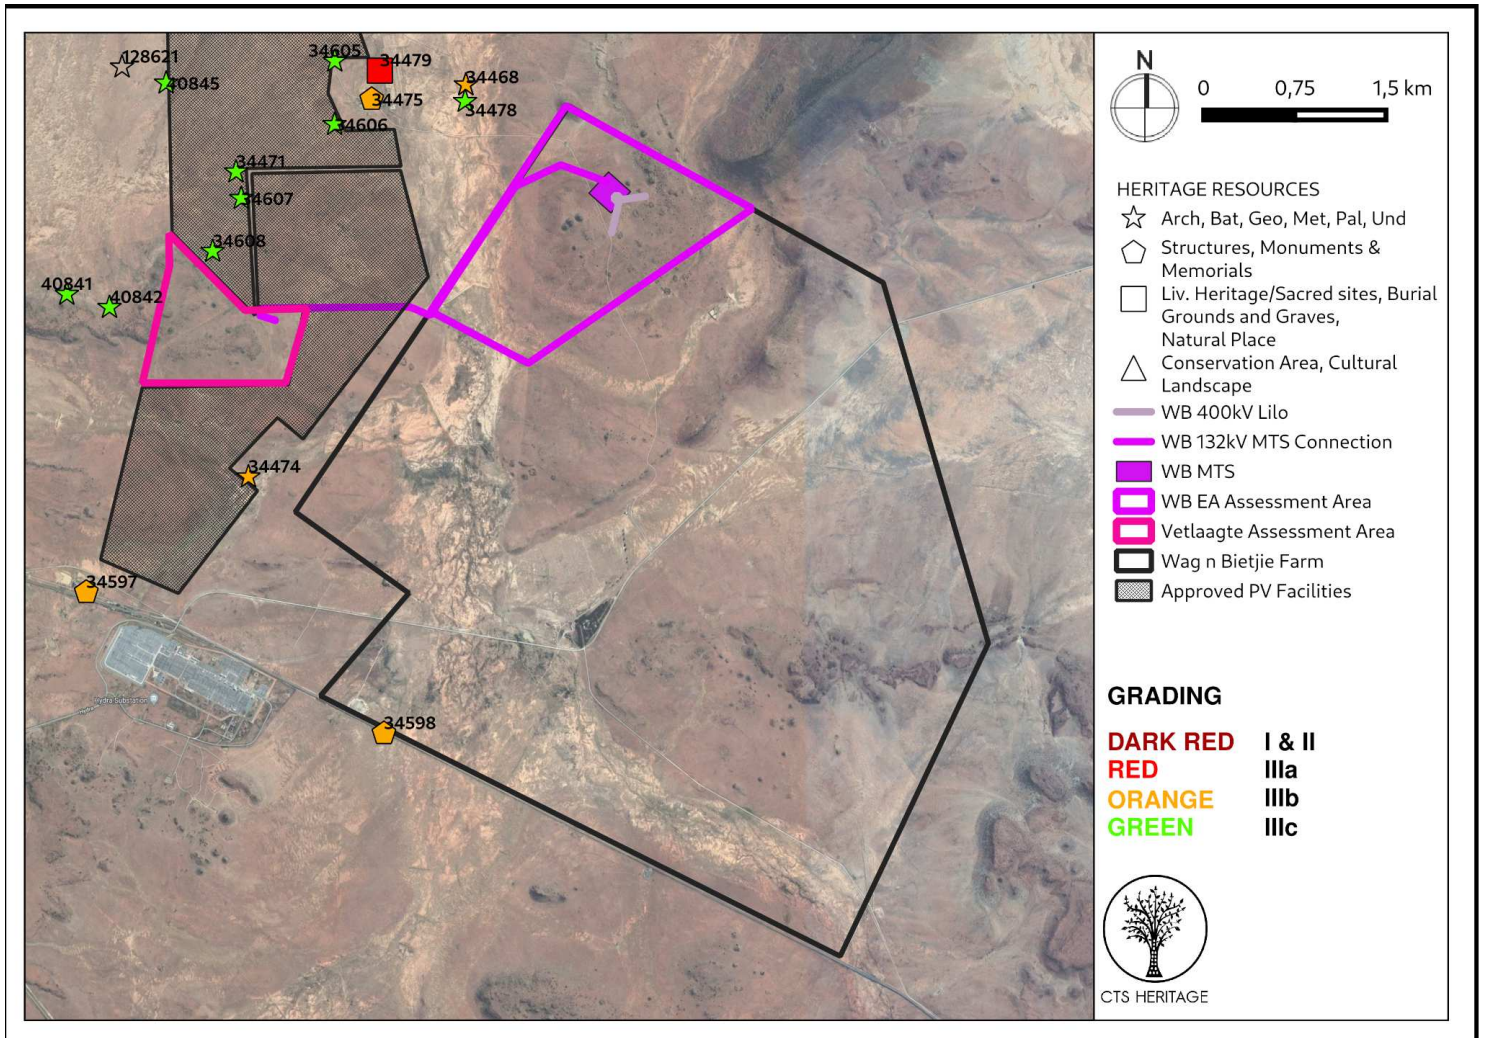 128621
40845
34605
34479
34475
34468
34478
34606
34471
34607
34608
40841
40842
34474
34597
Hydra Substation
34598
N
0 0,75 1,5 km
HERITAGE RESOURCES
Arch, Bat, Geo, Met, Pal, Und
Structures, Monuments &
Memorials
Liv. Heritage/Sacred sites, Burial
Grounds and Graves,
Natural Place
Conservation Area, Cultural
Landscape
WB 400kV Lilo
WB 132kV MTS Connection
WB MTS
WB EA Assessment Area
Vetlaagte Assessment Area
Wag n Bietjie Farm
Approved PV Facilities
GRADING
DARK RED I & II
RED IIIa
ORANGE IIIb
GREEN IIIc
CTS HERITAGE